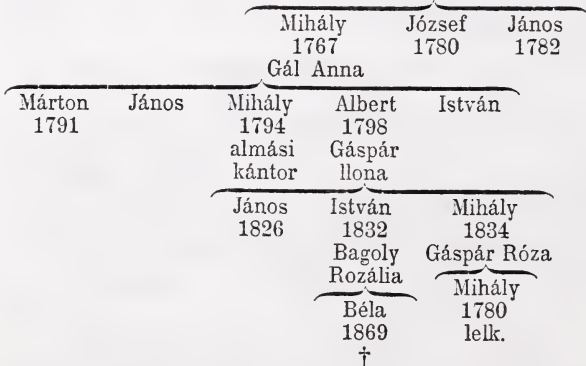 Mihály József János
1767 1780 1782
Gál Anna
Márton János Mihály Albert István
1791 1794 1798
almási Gáspár
kántor Ilona
János István Mihály
1826 1832 1834
Bagoly Gáspár Róza
Rozália
Mihály
Béla 1780
1869 lelk.
†